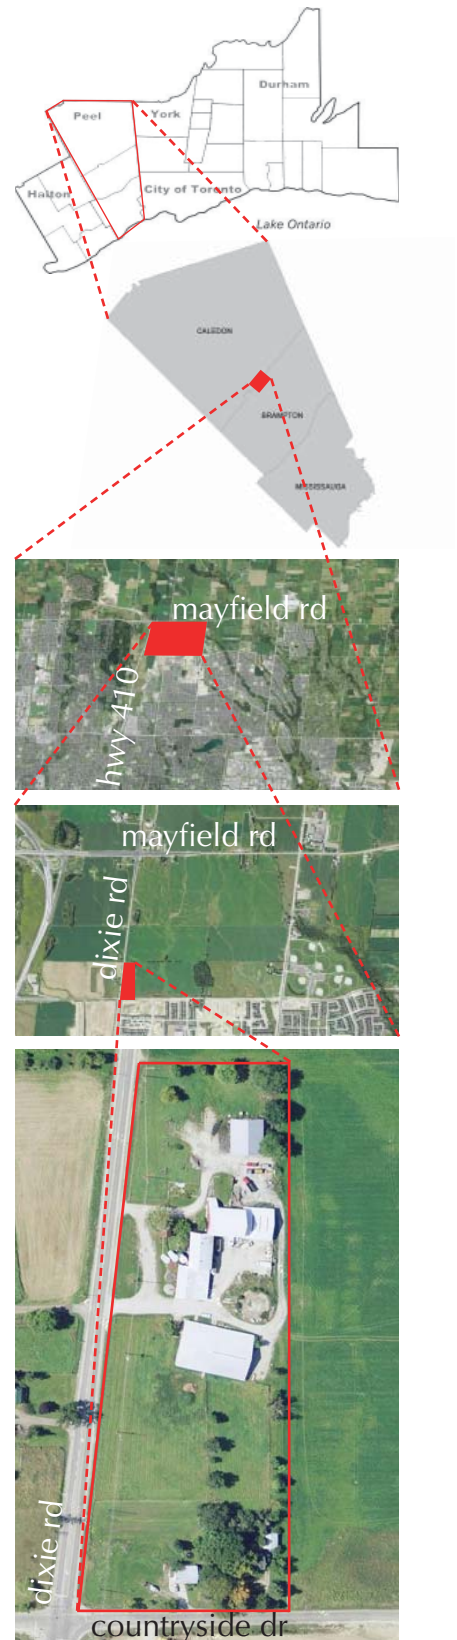 Durham
Peel
York
Halton
City of Toronto
Lake Ontario
CALEDON
BRAMPTON
MISSISSAUGA
mayfield rd
hwy 410
mayfield rd
dixie rd
dixie rd
countryside dr